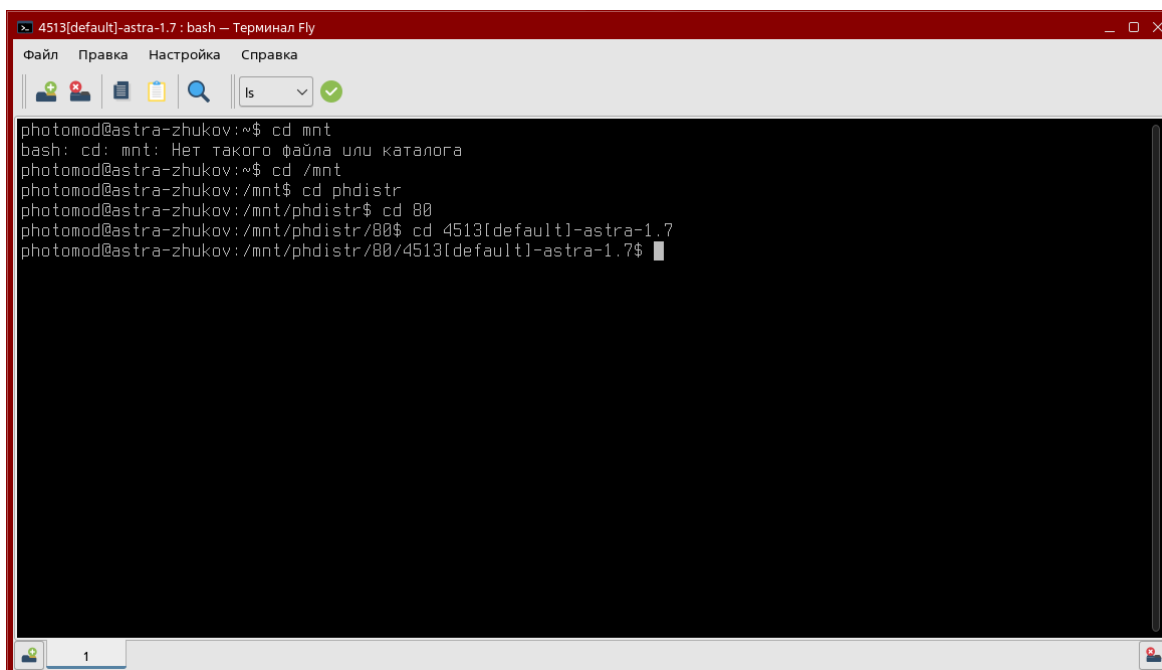 4513[default]-astra-1.7 : bash — Терминал Fly
Файл Правка Настройка Справка
ls
photomod@astra-zhukov:~$ cd mnt
bash: cd: mnt: Нет такого файла или каталога
photomod@astra-zhukov:~$ cd /mnt
photomod@astra-zhukov:/mnt$ cd phdistr
photomod@astra-zhukov:/mnt/phdistr$ cd 80
photomod@astra-zhukov:/mnt/phdistr/80$ cd 4513[default]-astra-1.7
photomod@astra-zhukov:/mnt/phdistr/80/4513[default]-astra-1.7$
1